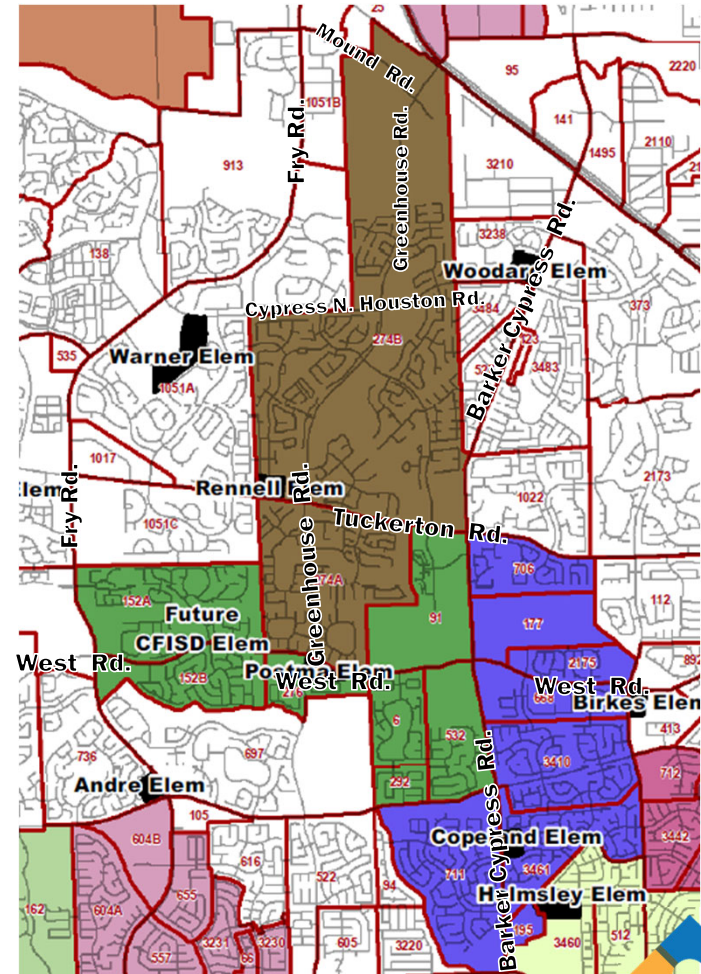 25
Mound Rd.
95
2220
1051B
141
Fry Rd.
Greenhouse Rd.
913
3210
1495
2110
138
3238
Barker Cypress Rd.
Woodard Elem
Cypress N. Houston Rd.
3484
373
274B
535
Warner Elem
3483
1051A
1017
2173
Rennell Elem
Fry Rd.
1022
1051C
Greenhouse Rd.
Tuckerton Rd.
706
152A
274A
112
Future
CFISD Elem
91
177
West Rd.
2175
892
152B
Postma Elem
West Rd.
276
West Rd.
668
Birkes Elem
6
413
532
736
697
3410
712
Andre Elem
292
Barker Cypress Rd.
105
604B
Copeland Elem
3442
616
3461
522
711
655
94
Holmsley Elem
162
604A
195
512
3231
3230
605
3220
3460
557
66